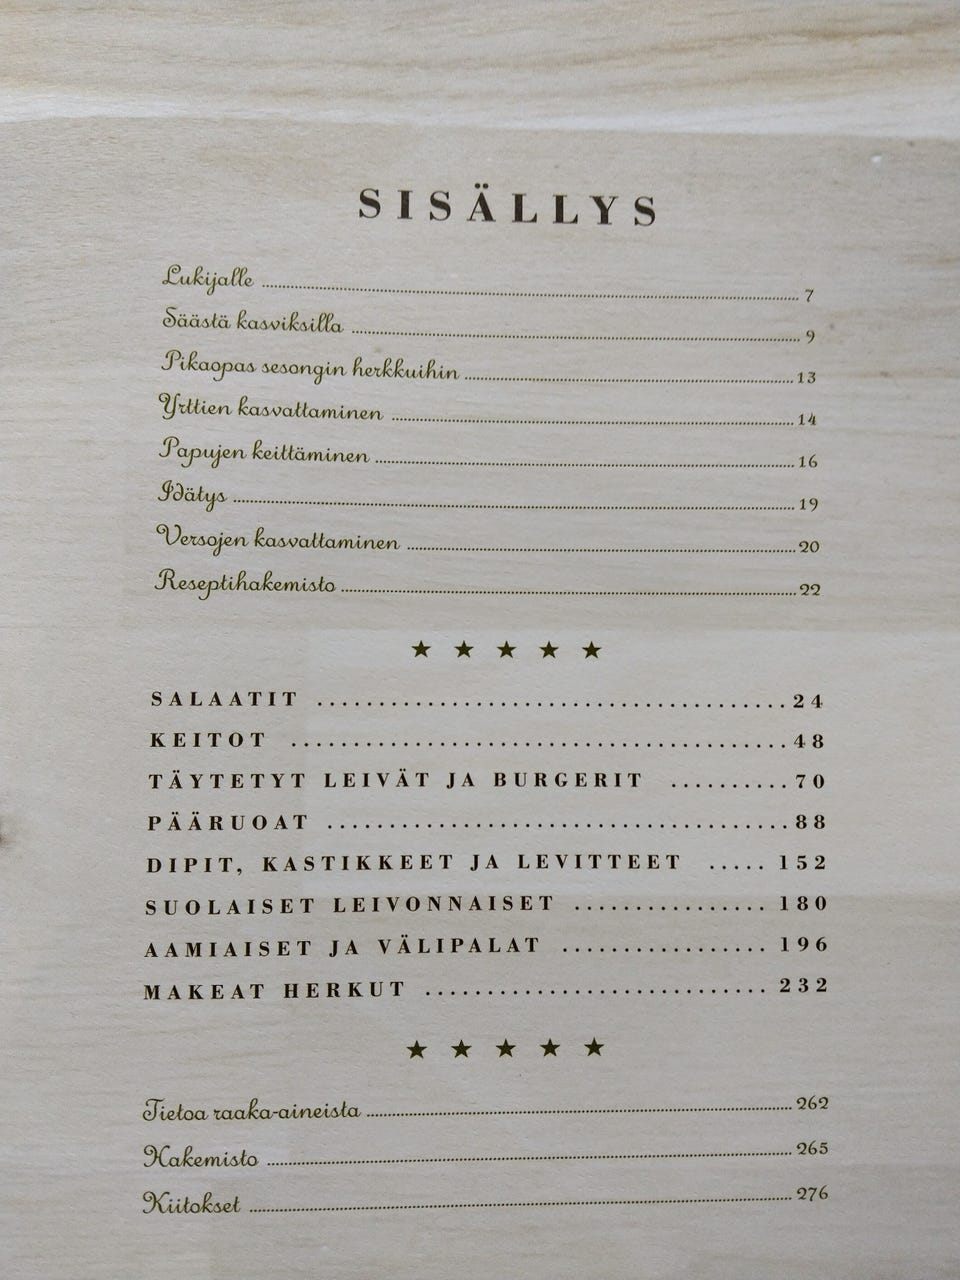 SISÄLLYS
Lukijalle 7
Säästä kasviksilla 9
Pikaopas sesongin herkkuihin 13
Yrttien kasvattaminen 14
Papujen keittäminen 16
Idätys 19
Versojen kasvattaminen 20
Reseptihakemisto 22
★ ★ ★ ★ ★
SALAATIT 24
KEITOT 48
TÄYTETYT LEIVÄT JA BURGERIT 70
PÄÄRUOAT 88
DIPIT, KASTIKKEET JA LEVITTEET 152
SUOLAISET LEIVONNAISET 180
AAMIAISET JA VÄLIPALAT 196
MAKEAT HERKUT 232
★ ★ ★ ★ ★
Tietoa raaka-aineista 262
Hakemisto 265
Kiitokset 276